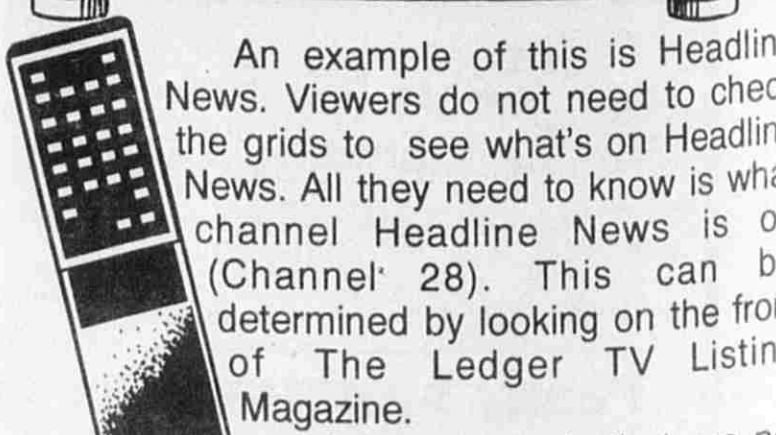 An example of this is Headlin
News. Viewers do not need to chec
the grids to see what's on Headlin
News. All they need to know is wha
channel Headline News is o
(Channel 28). This can b
determined by looking on the fron
of The Ledger TV Listin
Magazine.